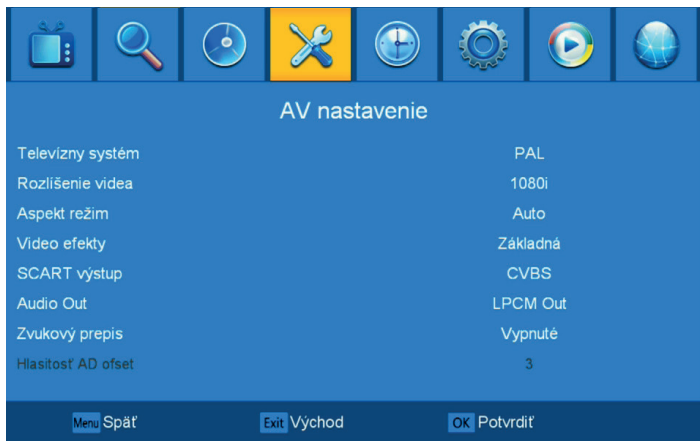 AV nastavenie
Televízny systém PAL
Rozlišenie videa 1080i
Aspekt režim Auto
Video efekty Základná
SCART výstup CVBS
Audio Out LPCM Out
Zvukový prepis Vypnuté
Hlasitosť AD ofset 3
Menu Späť Exit Východ OK Potvrdiť